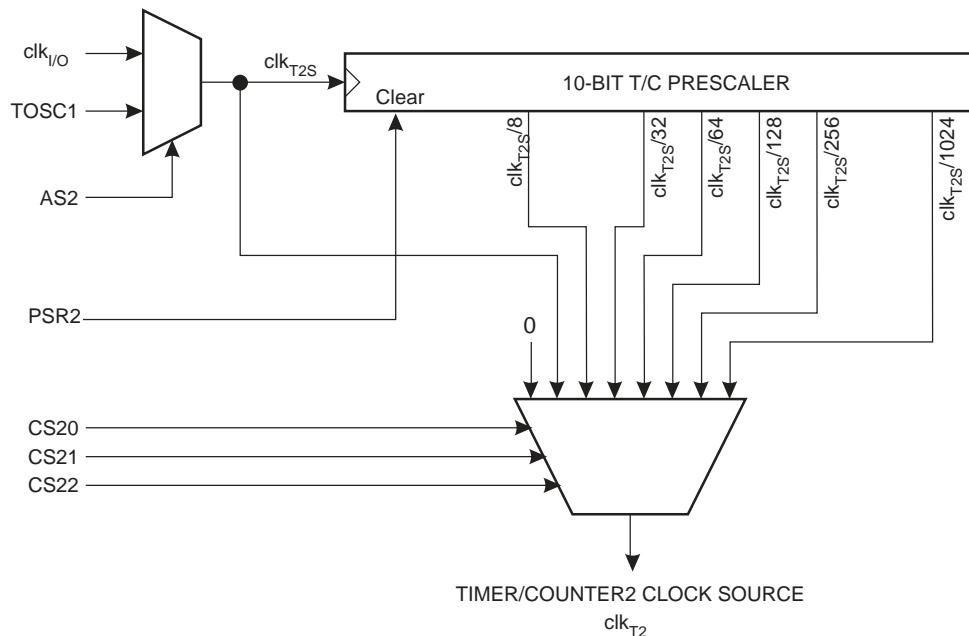 clkI/O
clkT2S
10-BIT T/C PRESCALER
TOSC1
Clear
clkT2S/8
clkT2S/32
clkT2S/64
clkT2S/128
clkT2S/256
clkT2S/1024
AS2
PSR2
0
CS20
CS21
CS22
TIMER/COUNTER2 CLOCK SOURCE
clkT2